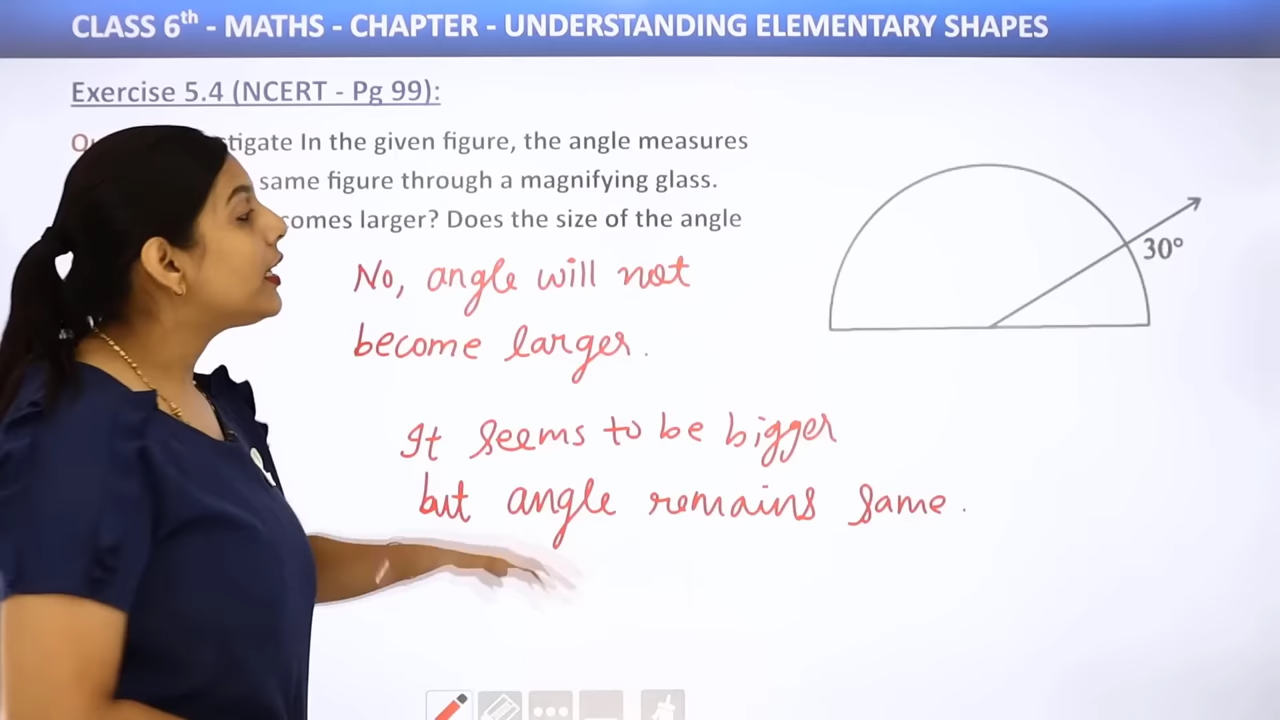 CLASS 6th - MATHS - CHAPTER - UNDERSTANDING ELEMENTARY SHAPES
Exercise 5.4 (NCERT - Pg 99):
In the given figure, the angle measures
same figure through a magnifying glass.
larger? Does the size of the angle
30°
No, angle will not
become larger.
It seems to be bigger
but angle remains same.